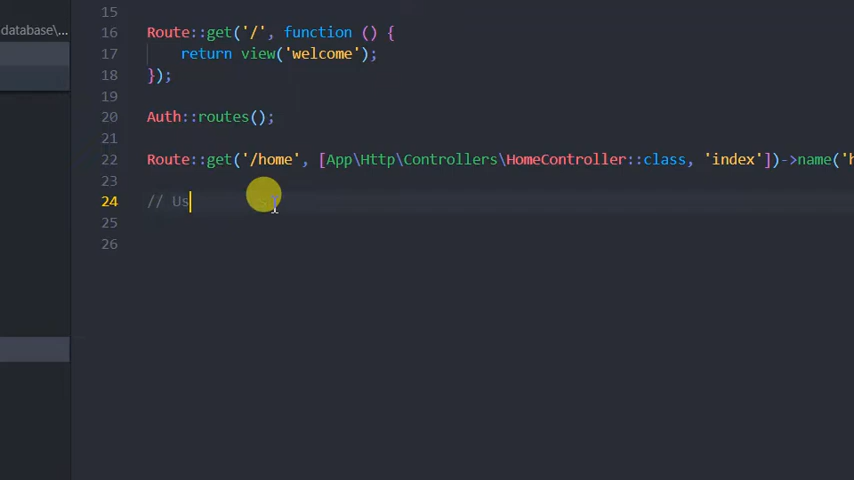 database\...
15
16 Route::get('/', function () {
17 return view('welcome');
18 });
19
20 Auth::routes();
21
22 Route::get('/home', [App\Http\Controllers\HomeController::class, 'index'])->name('h
23
24 // Us
25
26